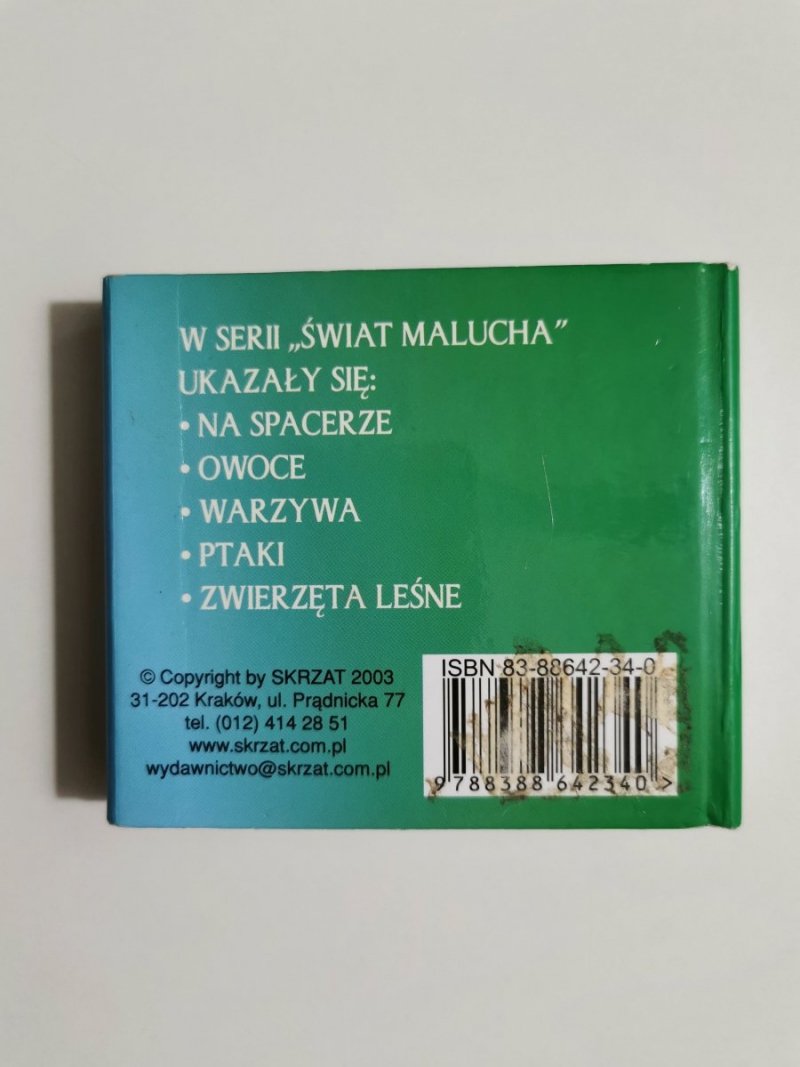 W SERII „ŚWIAT MALUCHA”
UKAZAŁY SIĘ:
• NA SPACERZE
• OWOCE
• WARZYWA
• PTAKI
• ZWIERZĘTA LEŚNE
© Copyright by SKRZAT 2003
31-202 Kraków, ul. Prądnicka 77
tel. (012) 414 28 51
www.skrzat.com.pl
wydawnictwo@skrzat.com.pl
ISBN 83-88642-34-0
9 788388 642340 >